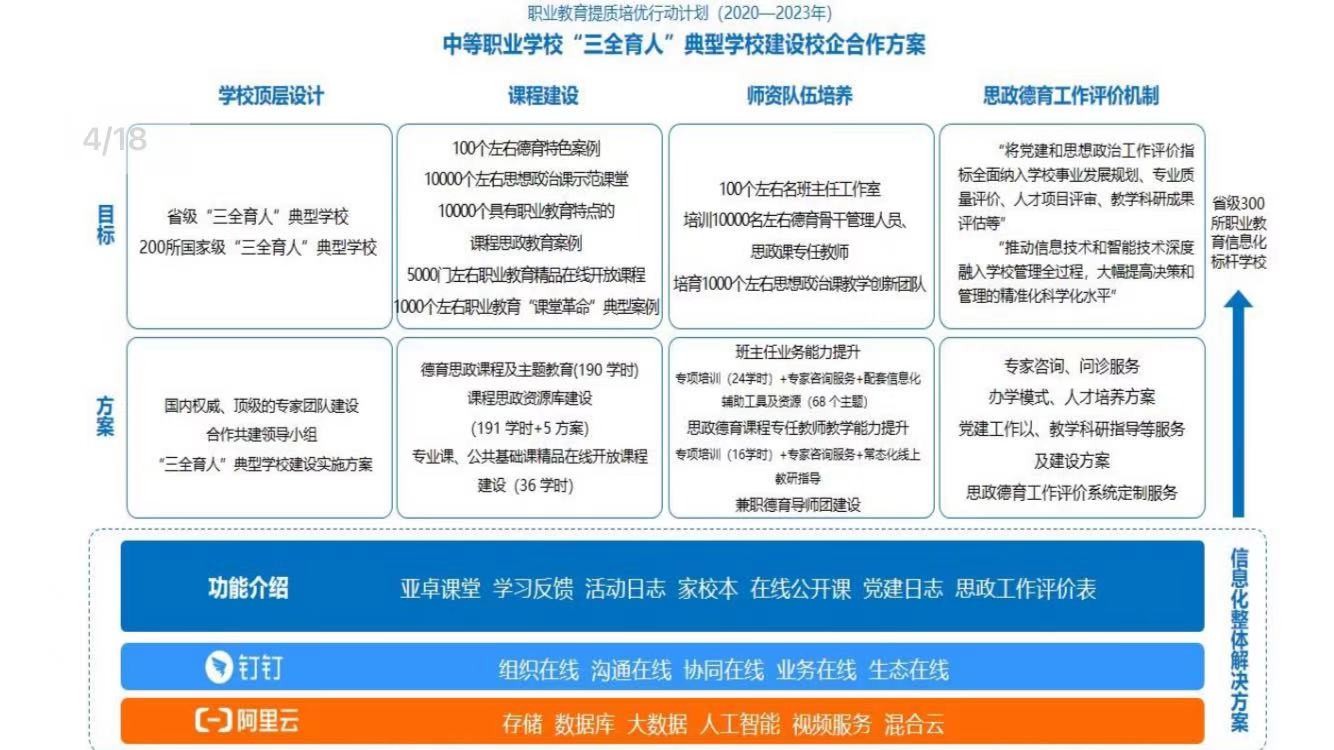 职业教育提质培优行动计划（2020—2023年）
中等职业学校“三全育人”典型学校建设校企合作方案
学校顶层设计
课程建设
师资队伍培养
思政德育工作评价机制
4/18
目标
省级“三全育人”典型学校
200所国家级“三全育人”典型学校
100个左右德育特色案例
10000个左右思想政治课示范课堂
10000个具有职业教育特点的
课程思政教育案例
5000门左右职业教育精品在线开放课程
1000个左右职业教育“课堂革命”典型案例
100个左右名班主任工作室
培训10000名左右德育骨干管理人员、
思政课专任教师
培育1000个左右思想政治课教学创新团队
“将党建和思想政治工作评价指
标全面纳入学校事业发展规划、专业质
量评价、人才项目评审、教学科研成果
评估等”
“推动信息技术和智能技术深度
融入学校管理全过程，大幅提高决策和
管理的精准化科学化水平”
省级300
所职业教
育信息化
标杆学校
方案
国内权威、顶级的专家团队建设
合作共建领导小组
“三全育人”典型学校建设实施方案
德育思政课程及主题教育(190 学时)
课程思政资源库建设
(191 学时+5 方案)
专业课、公共基础课精品在线开放课程
建设（36 学时)
班主任业务能力提升
专项培训（24学时）+专家咨询服务+配套信息化
辅助工具及资源（68 个主题）
思政德育课程专任教师教学能力提升
专项培训（16学时）+专家咨询服务+常态化线上
教研指导
兼职德育导师团建设
专家咨询、问诊服务
办学模式、人才培养方案
党建工作以、教学科研指导等服务
及建设方案
思政德育工作评价系统定制服务
功能介绍
亚卓课堂 学习反馈 活动日志 家校本 在线公开课 党建日志 思政工作评价表
钉钉
组织在线 沟通在线 协同在线 业务在线 生态在线
阿里云
存储 数据库 大数据 人工智能 视频服务 混合云
信息化整体解决方案